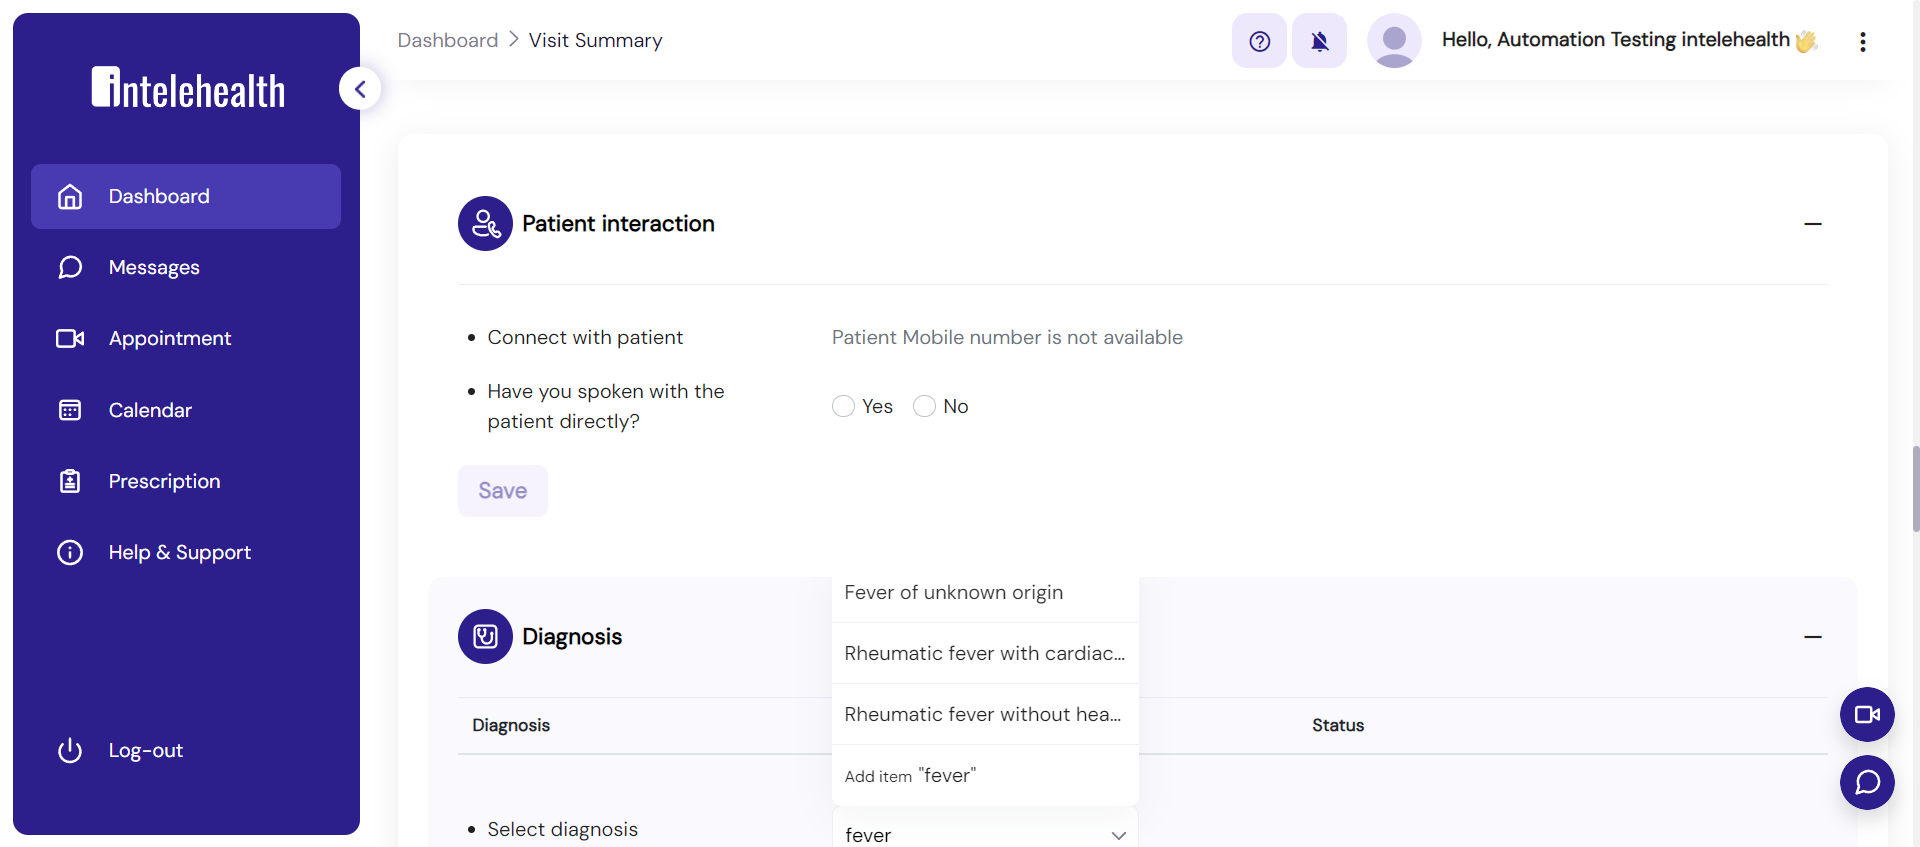 intelehealth
Dashboard
Messages
Appointment
Calendar
Prescription
Help & Support
Log-out
Dashboard > Visit Summary
Hello, Automation Testing intelehealth 👋
Patient interaction
Connect with patient
Patient Mobile number is not available
Have you spoken with the
patient directly?
Yes No
Save
Diagnosis
Diagnosis Status
Fever of unknown origin
Rheumatic fever with cardiac...
Rheumatic fever without hea...
Add item "fever"
Select diagnosis
fever